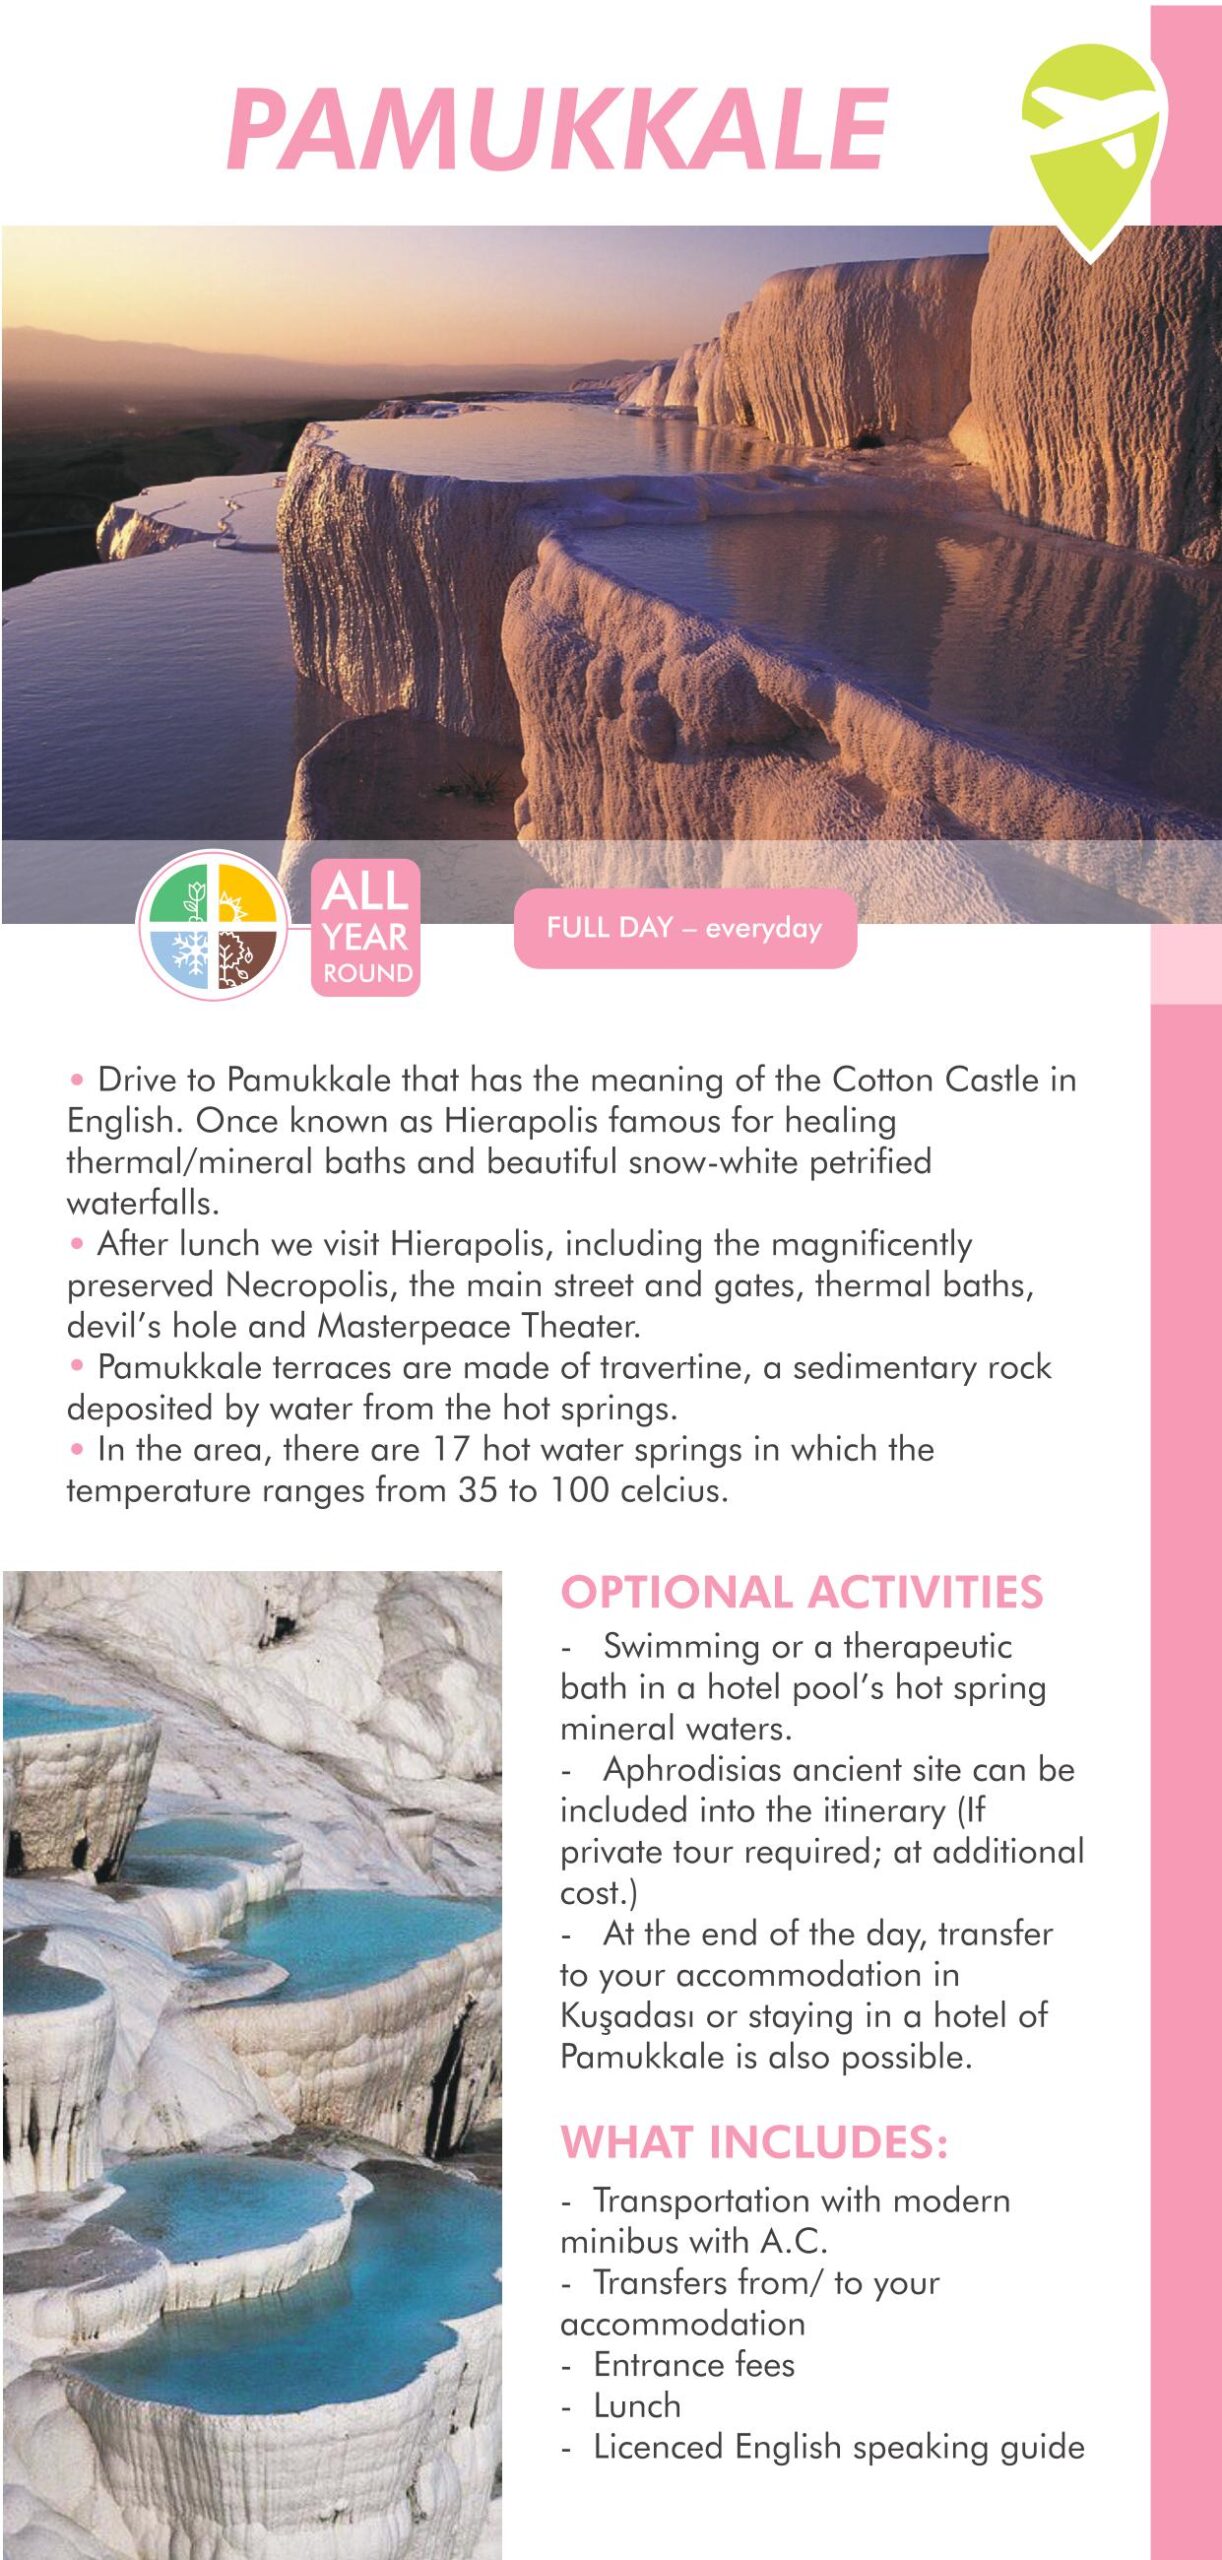 PAMUKKALE
ALL
YEAR
ROUND
FULL DAY – everyday
• Drive to Pamukkale that has the meaning of the Cotton Castle in
English. Once known as Hierapolis famous for healing
thermal/mineral baths and beautiful snow-white petrified
waterfalls.
• After lunch we visit Hierapolis, including the magnificently
preserved Necropolis, the main street and gates, thermal baths,
devil’s hole and Masterpeace Theater.
• Pamukkale terraces are made of travertine, a sedimentary rock
deposited by water from the hot springs.
• In the area, there are 17 hot water springs in which the
temperature ranges from 35 to 100 celcius.
OPTIONAL ACTIVITIES
- Swimming or a therapeutic
bath in a hotel pool’s hot spring
mineral waters.
- Aphrodisias ancient site can be
included into the itinerary (If
private tour required; at additional
cost.)
- At the end of the day, transfer
to your accommodation in
Kuşadası or staying in a hotel of
Pamukkale is also possible.
WHAT INCLUDES:
- Transportation with modern
minibus with A.C.
- Transfers from/ to your
accommodation
- Entrance fees
- Lunch
- Licenced English speaking guide